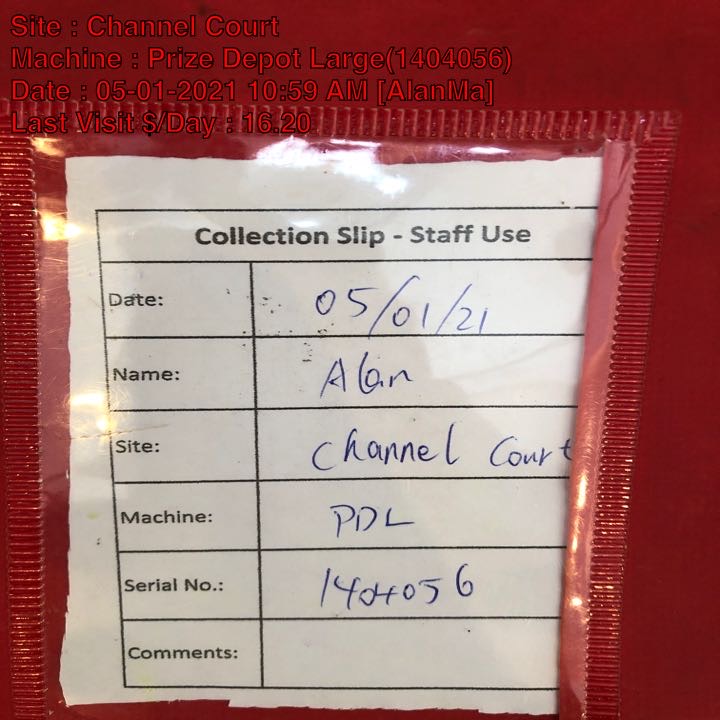 Site : Channel Court
Machine : Prize Depot Large(1404056)
Date : 05-01-2021 10:59 AM [AlanMa]
Last Visit $/Day : 16.20
Collection Slip - Staff Use
Date: 05/01/21
Name: Alan
Site: Channel Court
Machine: PDL
Serial No.: 1404056
Comments: